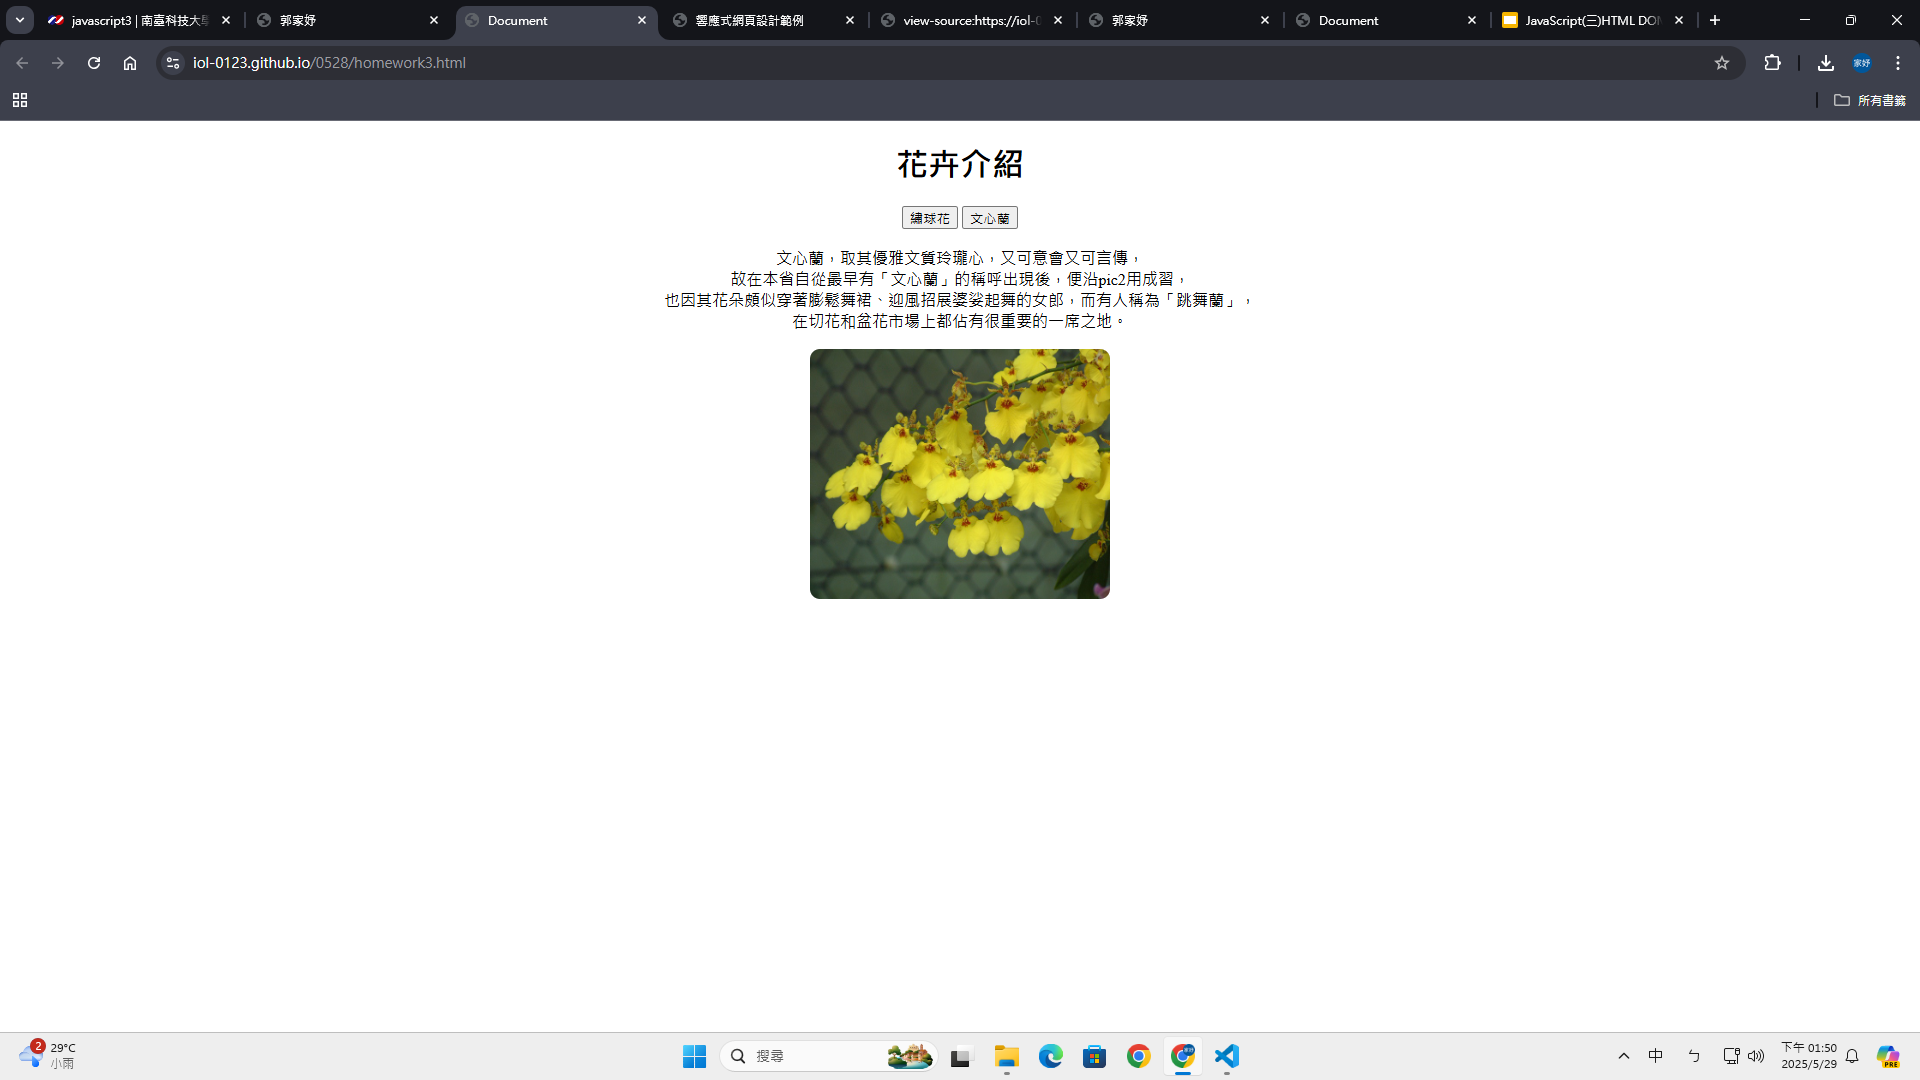 javascript3 | 南臺科技大學
郭家妤
Document
響應式網頁設計範例
view-source:https://iol-0
郭家妤
Document
JavaScript(三)HTML DOM
iol-0123.github.io/0528/homework3.html
家妤
所有書籤
花卉介紹
繡球花 文心蘭
文心蘭，取其優雅文質玲瓏心，又可意會又可言傳，
故在本省自從最早有「文心蘭」的稱呼出現後，便沿pic2用成習，
也因其花朵頗似穿著膨鬆舞裙、迎風招展婆娑起舞的女郎，而有人稱為「跳舞蘭」，
在切花和盆花市場上都佔有很重要的一席之地。
2
29°C
小雨
搜尋
中
ㄅ
下午 01:50
2025/5/29
PRE